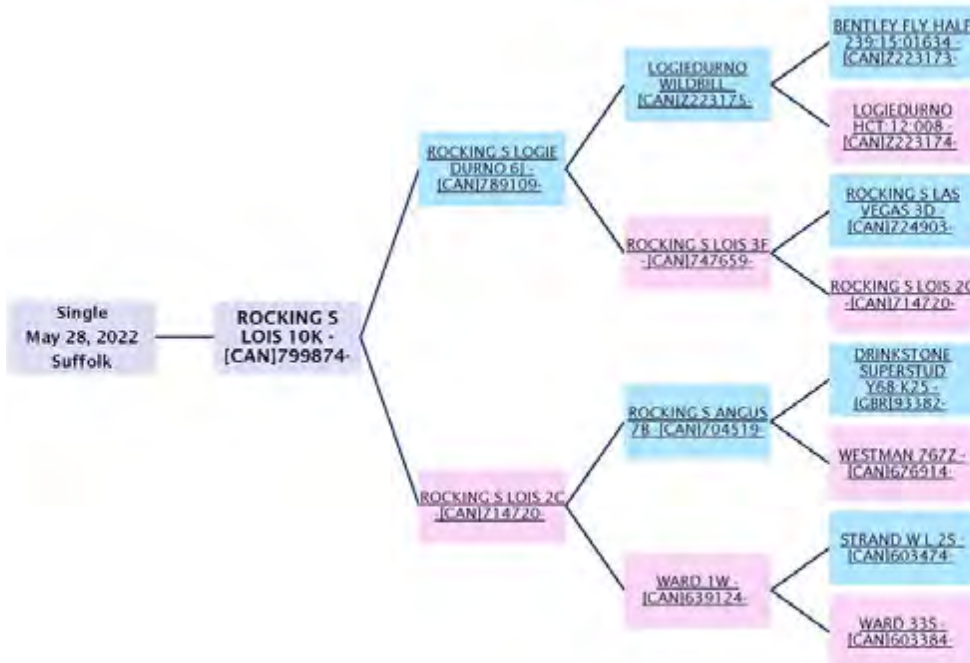 Single
May 28, 2022
Suffolk
ROCKING S
LOIS 10K -
[CAN]799874-
ROCKING S LOGIE
DURNO 6J -
[CAN]789109-
ROCKING S LOIS 2C
-[CAN]714720-
LOGIEDURNO
WILDRILL -
[CAN]Z223175-
ROCKING S LOIS 3F
-[CAN]747659-
ROCKING S ANGUS
7B -[CAN]704519-
WARD 1W -
[CAN]639124-
BENTLEY FLY HALF
239:15:01634 -
[CAN]Z223173-
LOGIEDURNO
HCT 12 008 -
[CAN]Z223174-
ROCKING S LAS
VEGAS 3D -
[CAN]724903-
ROCKING S LOIS 2C
-[CAN]714720-
DRINKSTONE
SUPERSTUD
Y68 K25 -
[GBR]93382-
WESTMAN 767Z -
[CAN]676914-
STRAND W L 2S -
[CAN]603474-
WARD 33S -
[CAN]603384-